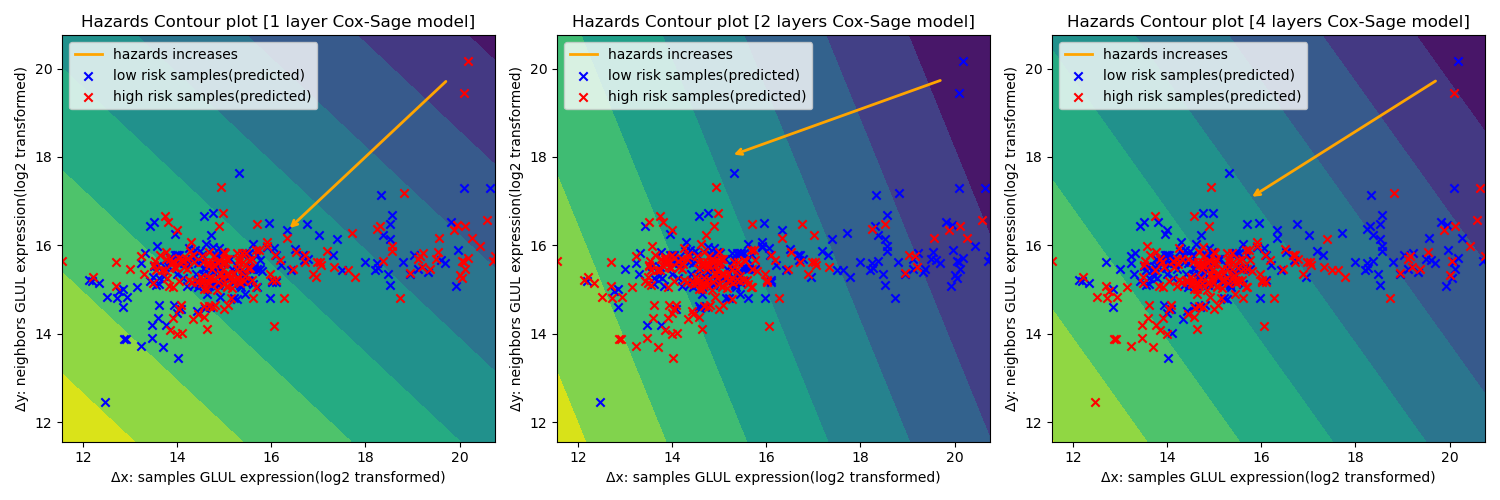 Hazards Contour plot [1 layer Cox-Sage model]
hazards increases
low risk samples(predicted)
high risk samples(predicted)
20
18
16
14
12
12 14 16 18 20
Δx: samples GLUL expression(log2 transformed)
Δy: neighbors GLUL expression(log2 transformed)
Hazards Contour plot [2 layers Cox-Sage model]
hazards increases
low risk samples(predicted)
high risk samples(predicted)
20
18
16
14
12
12 14 16 18 20
Δx: samples GLUL expression(log2 transformed)
Δy: neighbors GLUL expression(log2 transformed)
Hazards Contour plot [4 layers Cox-Sage model]
hazards increases
low risk samples(predicted)
high risk samples(predicted)
20
18
16
14
12
12 14 16 18 20
Δx: samples GLUL expression(log2 transformed)
Δy: neighbors GLUL expression(log2 transformed)